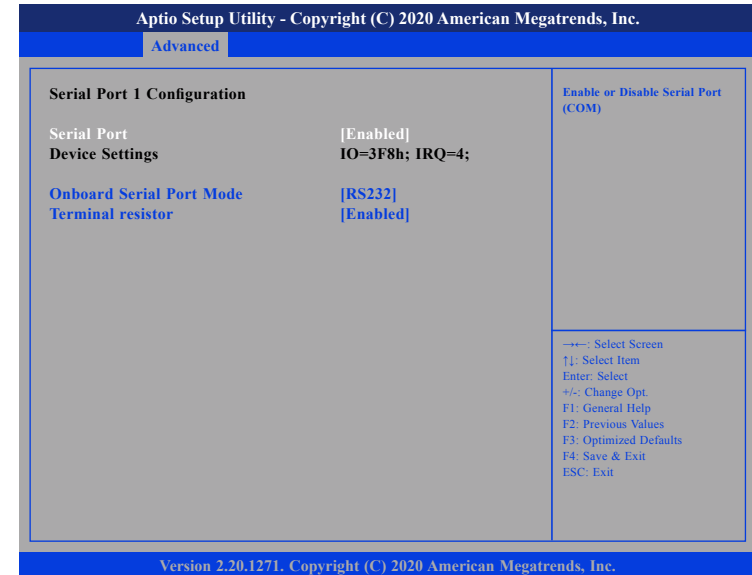 Aptio Setup Utility - Copyright (C) 2020 American Megatrends, Inc.
Advanced
Serial Port 1 Configuration
Serial Port [Enabled]
Device Settings IO=3F8h; IRQ=4;
Onboard Serial Port Mode [RS232]
Terminal resistor [Enabled]
Enable or Disable Serial Port
(COM)
→←: Select Screen
↑↓: Select Item
Enter: Select
+/-: Change Opt.
F1: General Help
F2: Previous Values
F3: Optimized Defaults
F4: Save & Exit
ESC: Exit
Version 2.20.1271. Copyright (C) 2020 American Megatrends, Inc.